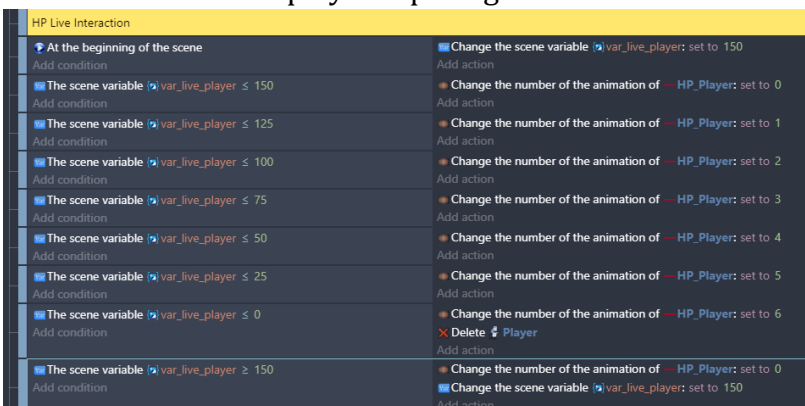 HP Live Interaction
At the beginning of the scene Change the scene variable var_live_player: set to 150
Add condition Add action
The scene variable var_live_player ≤ 150 Change the number of the animation of HP_Player: set to 0
Add condition Add action
The scene variable var_live_player ≤ 125 Change the number of the animation of HP_Player: set to 1
Add condition Add action
The scene variable var_live_player ≤ 100 Change the number of the animation of HP_Player: set to 2
Add condition Add action
The scene variable var_live_player ≤ 75 Change the number of the animation of HP_Player: set to 3
Add condition Add action
The scene variable var_live_player ≤ 50 Change the number of the animation of HP_Player: set to 4
Add condition Add action
The scene variable var_live_player ≤ 25 Change the number of the animation of HP_Player: set to 5
Add condition Add action
The scene variable var_live_player ≤ 0 Change the number of the animation of HP_Player: set to 6
Add condition Delete Player
Add action
The scene variable var_live_player ≥ 150 Change the number of the animation of HP_Player: set to 0
Add condition Change the scene variable var_live_player: set to 150
Add action